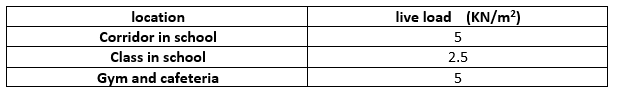 location live load (KN/m²)
Corridor in school 5
Class in school 2.5
Gym and cafeteria 5